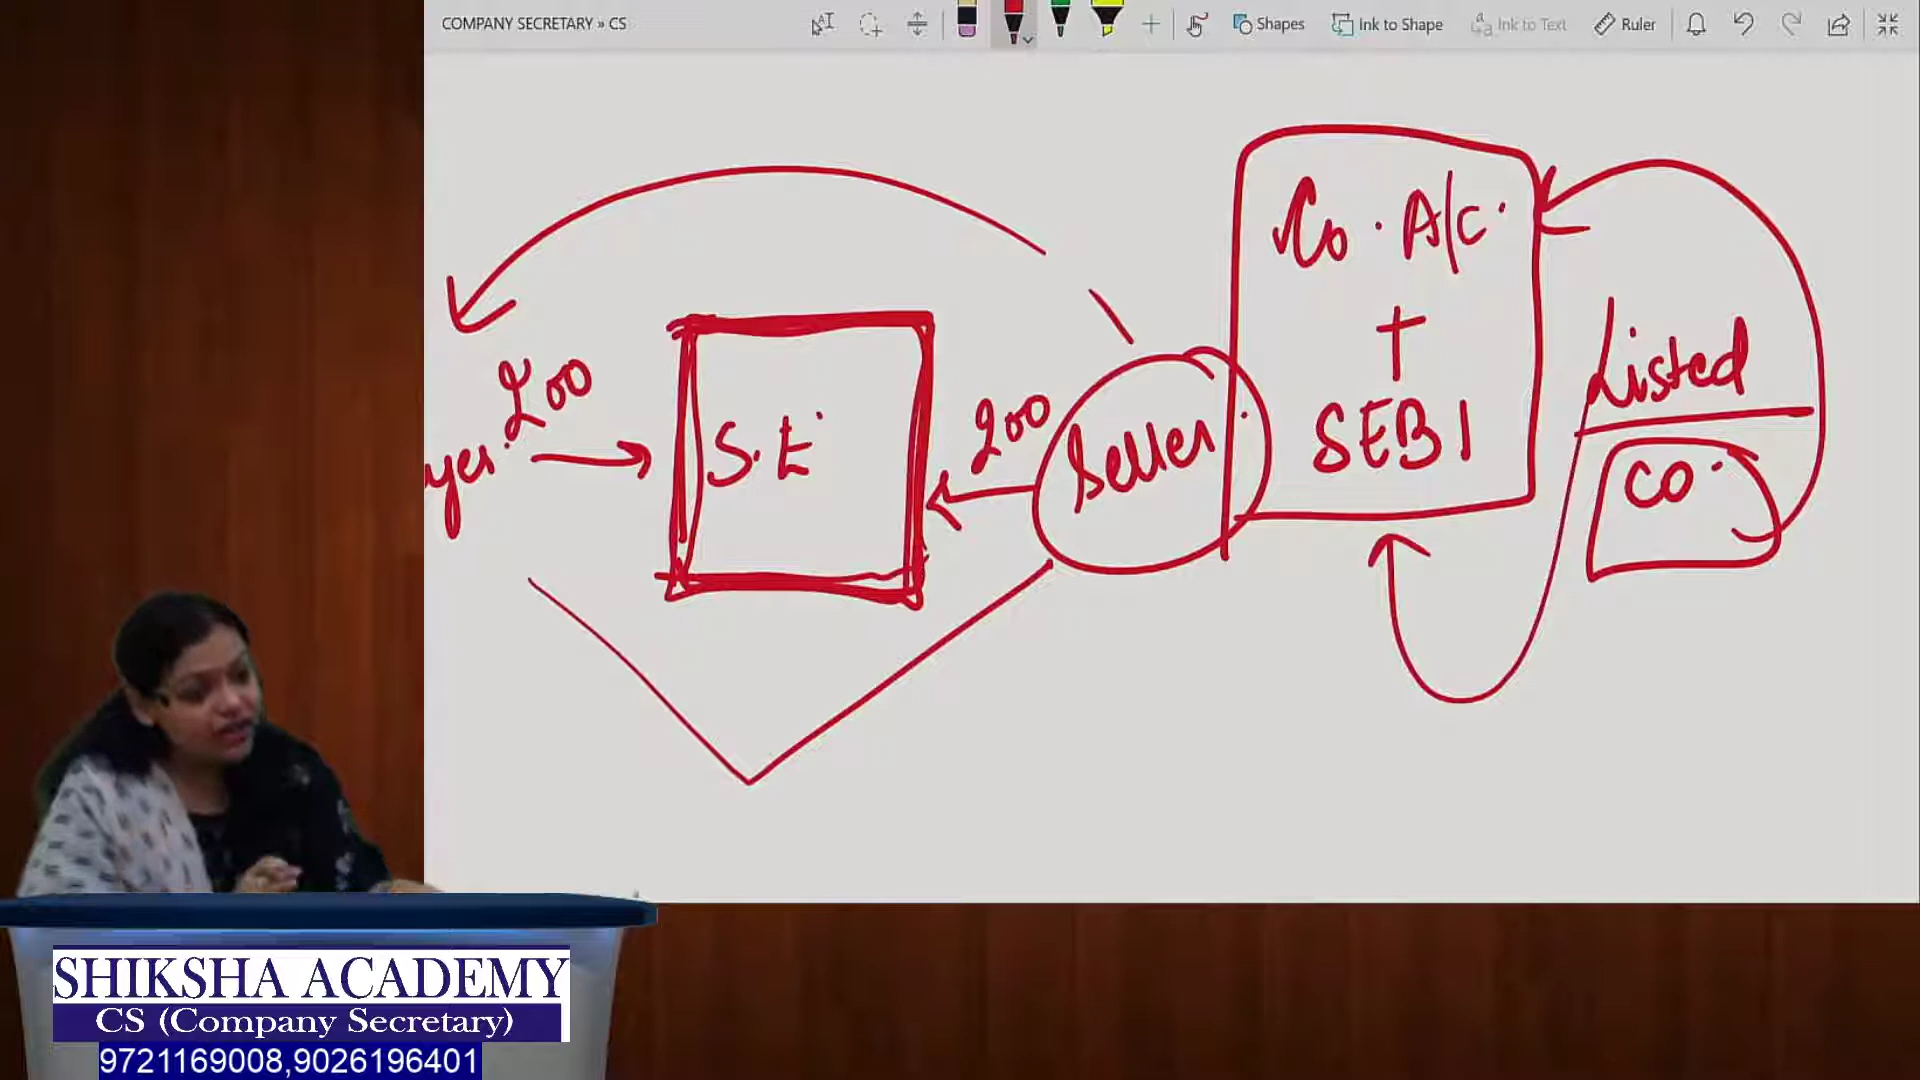 COMPANY SECRETARY » CS
Shapes
Ink to Shape
Ink to Text
Ruler
Co. A/C.
+
SEBI
Listed
CO.
200
yer.
S.E
200
Seller
SHIKSHA ACADEMY
CS (Company Secretary)
9721169008,9026196401